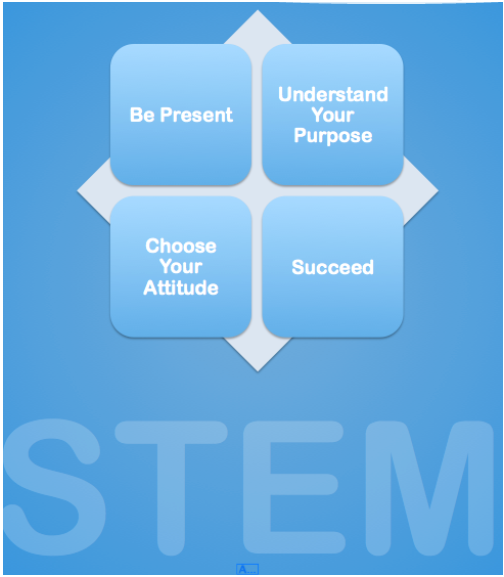 Be Present
Understand
Your
Purpose
Choose
Your
Attitude
Succeed
STEM
A...